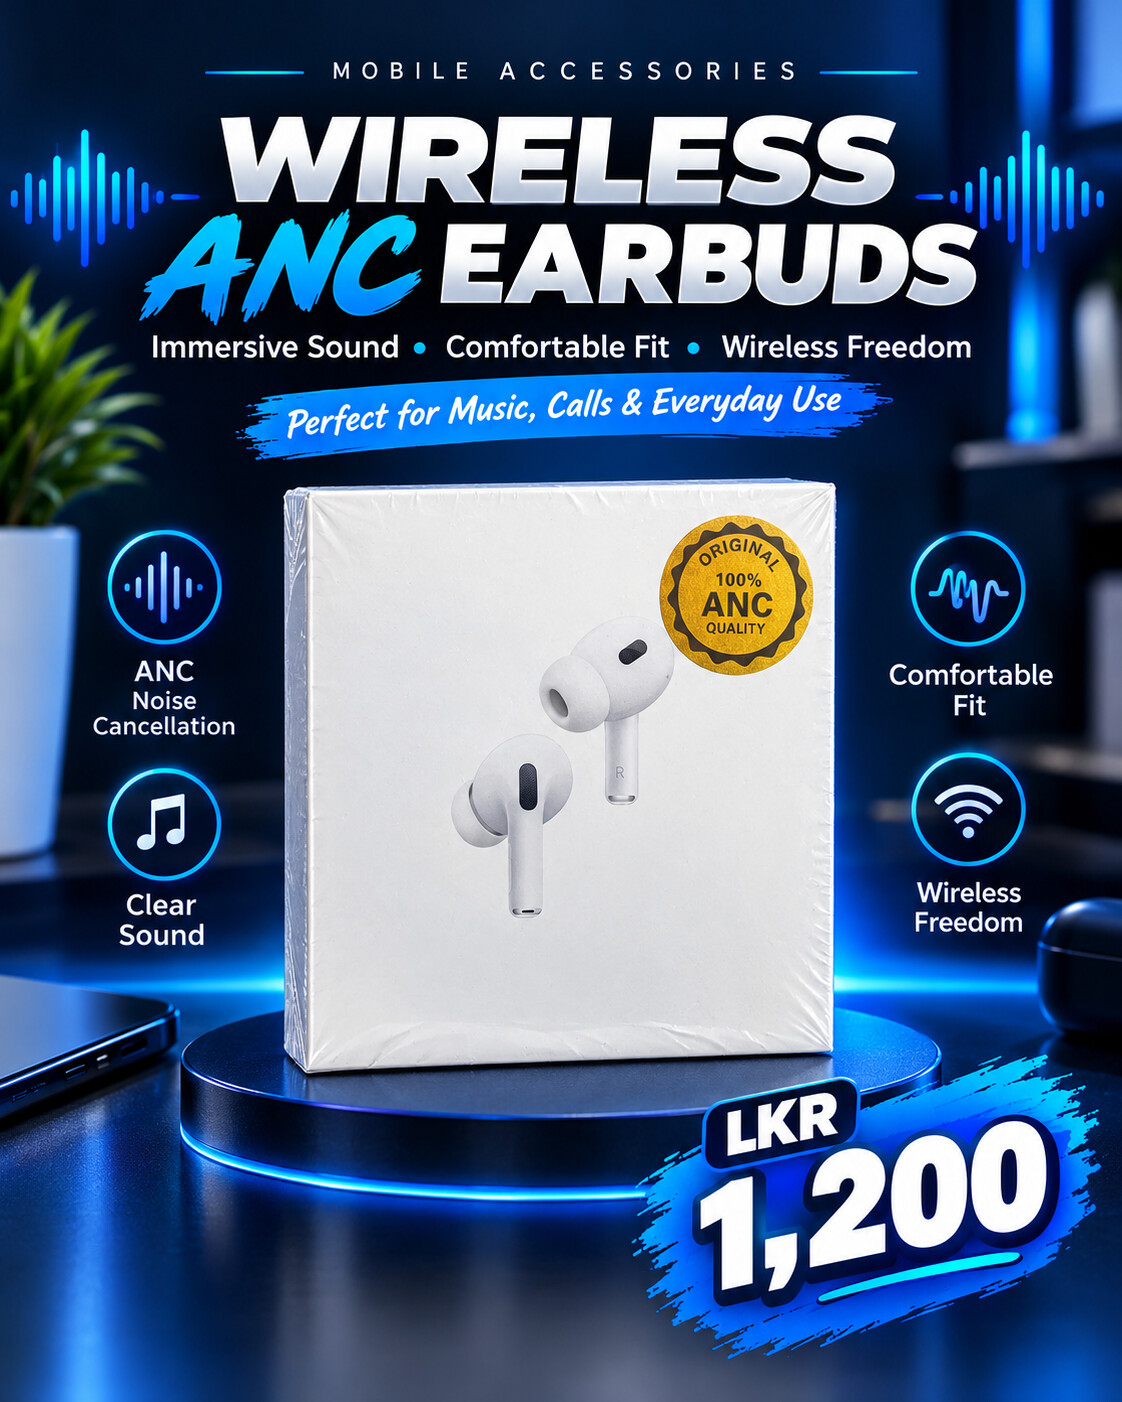 MOBILE ACCESSORIES
WIRELESS
ANC EARBUDS
Immersive Sound • Comfortable Fit • Wireless Freedom
Perfect for Music, Calls & Everyday Use
ORIGINAL
100%
ANC
QUALITY
R
ANC
Noise
Cancellation
Clear
Sound
Comfortable
Fit
Wireless
Freedom
LKR
1,200